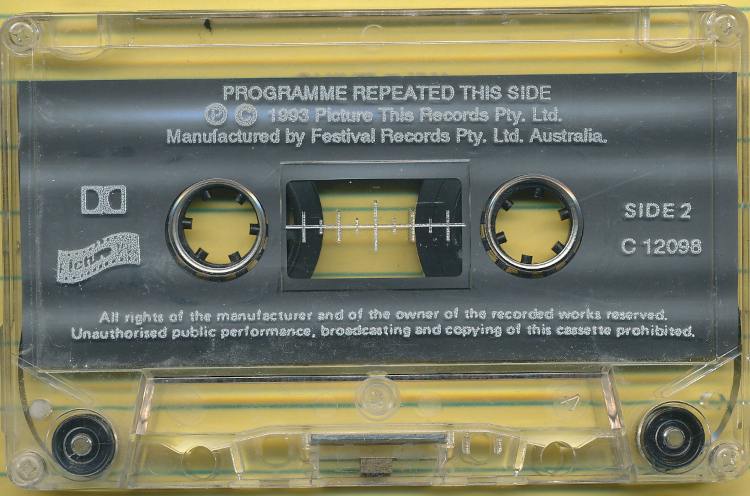 PROGRAMME REPEATED THIS SIDE
Ⓟ © 1993 Picture This Records Pty. Ltd.
Manufactured by Festival Records Pty. Ltd. Australia.
SIDE 2
C 12098
All rights of the manufacturer and of the owner of the recorded works reserved.
Unauthorised public performance, broadcasting and copying of this cassette prohibited.